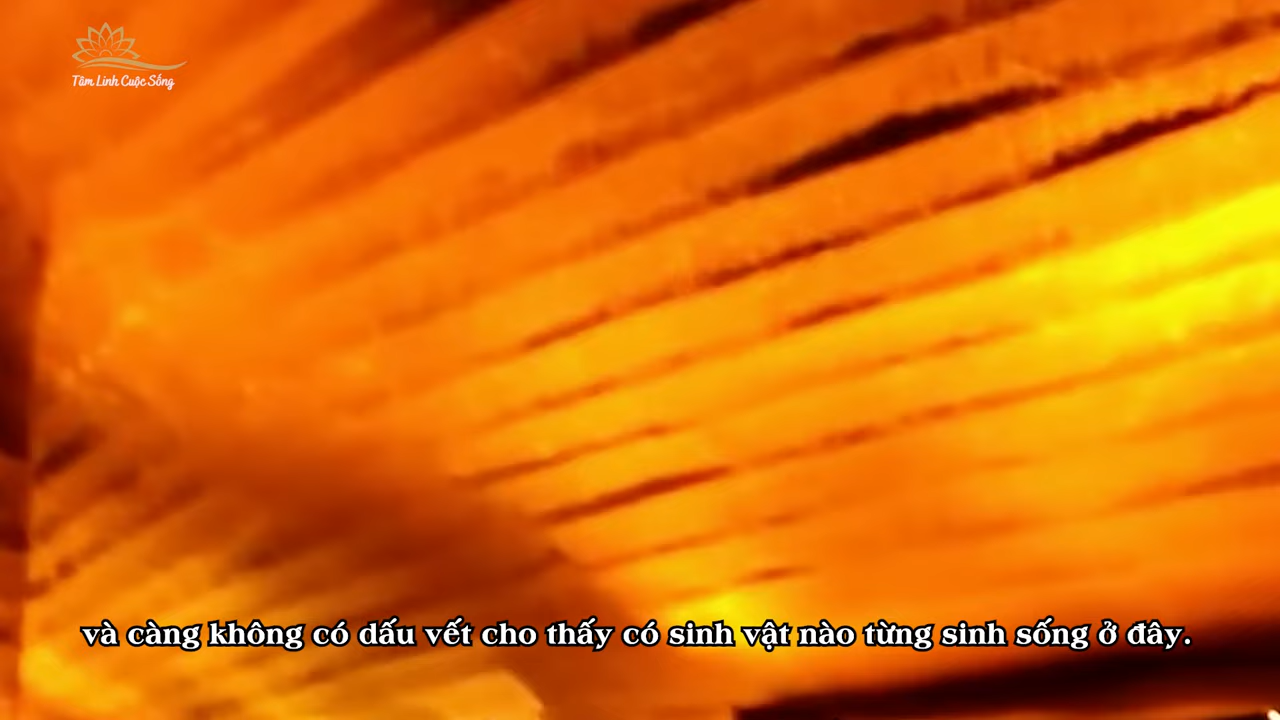 Tâm Linh Cuộc Sống
và càng không có dấu vết cho thấy có sinh vật nào từng sinh sống ở đây.